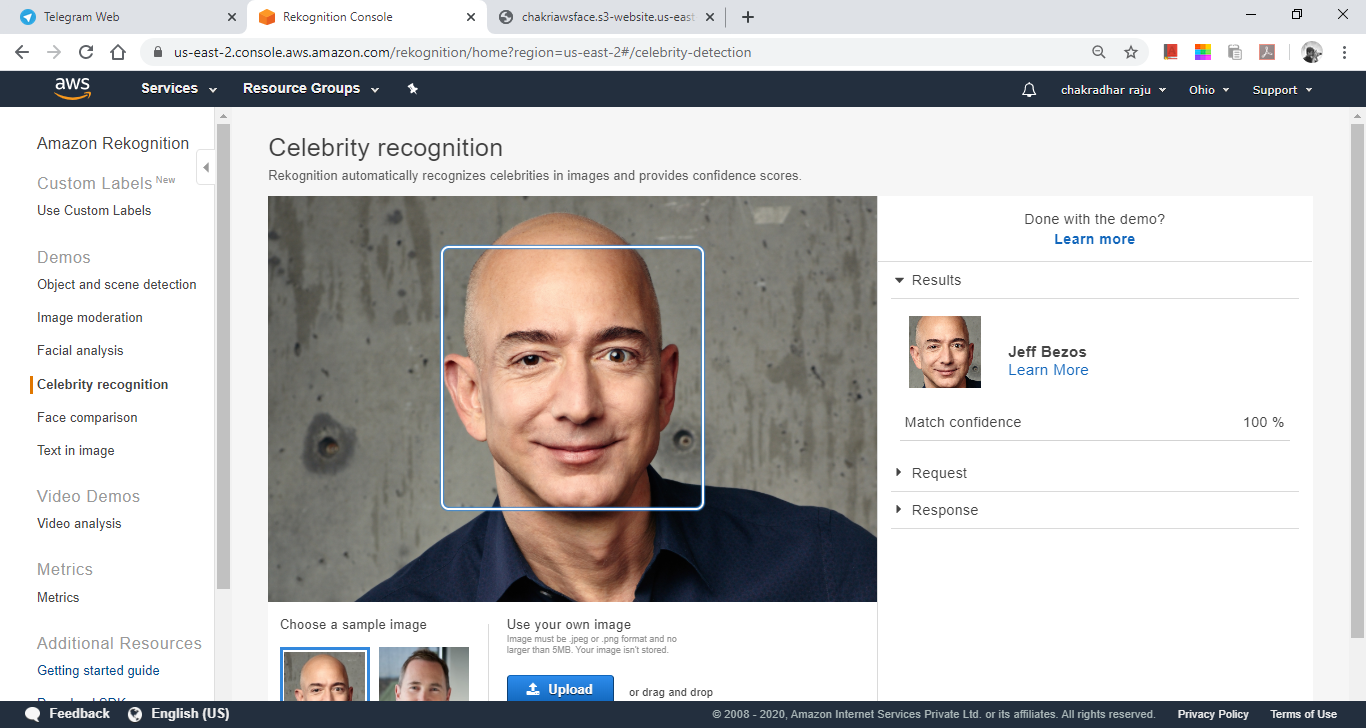 Telegram Web
Rekognition Console
chakriawsface.s3-website.us-east
us-east-2.console.aws.amazon.com/rekognition/home?region=us-east-2#/celebrity-detection
aws
Services
Resource Groups
chakradhar raju
Ohio
Support
Amazon Rekognition
Custom Labels New
Use Custom Labels
Demos
Object and scene detection
Image moderation
Facial analysis
Celebrity recognition
Face comparison
Text in image
Video Demos
Video analysis
Metrics
Metrics
Additional Resources
Getting started guide
Celebrity recognition
Rekognition automatically recognizes celebrities in images and provides confidence scores.
Choose a sample image
Use your own image
Image must be .jpeg or .png format and no
larger than 5MB. Your image isn't stored.
Upload
or drag and drop
Done with the demo?
Learn more
Results
Jeff Bezos
Learn More
Match confidence 100 %
Request
Response
Feedback
English (US)
© 2008 - 2020, Amazon Internet Services Private Ltd. or its affiliates. All rights reserved.
Privacy Policy
Terms of Use